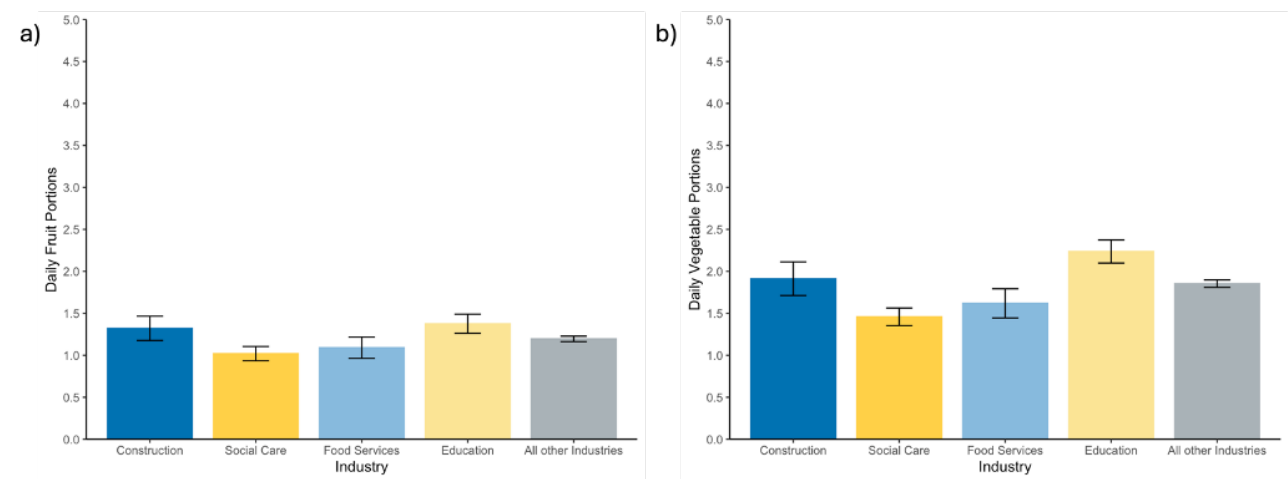 a)
Daily Fruit Portions
5.0
4.5
4.0
3.5
3.0
2.5
2.0
1.5
1.0
0.5
0.0
Construction Social Care Food Services Education All other Industries
Industry
b)
Daily Vegetable Portions
5.0
4.5
4.0
3.5
3.0
2.5
2.0
1.5
1.0
0.5
0.0
Construction Social Care Food Services Education All other Industries
Industry